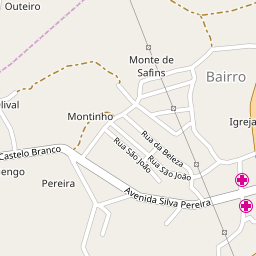 Outeiro
Monte de
Safins
Bairro
Montinho
Igreja
Rua da Beleza
Rua São João
Rua São João
Castelo Branco
Pereira
Avenida Silva Pereira